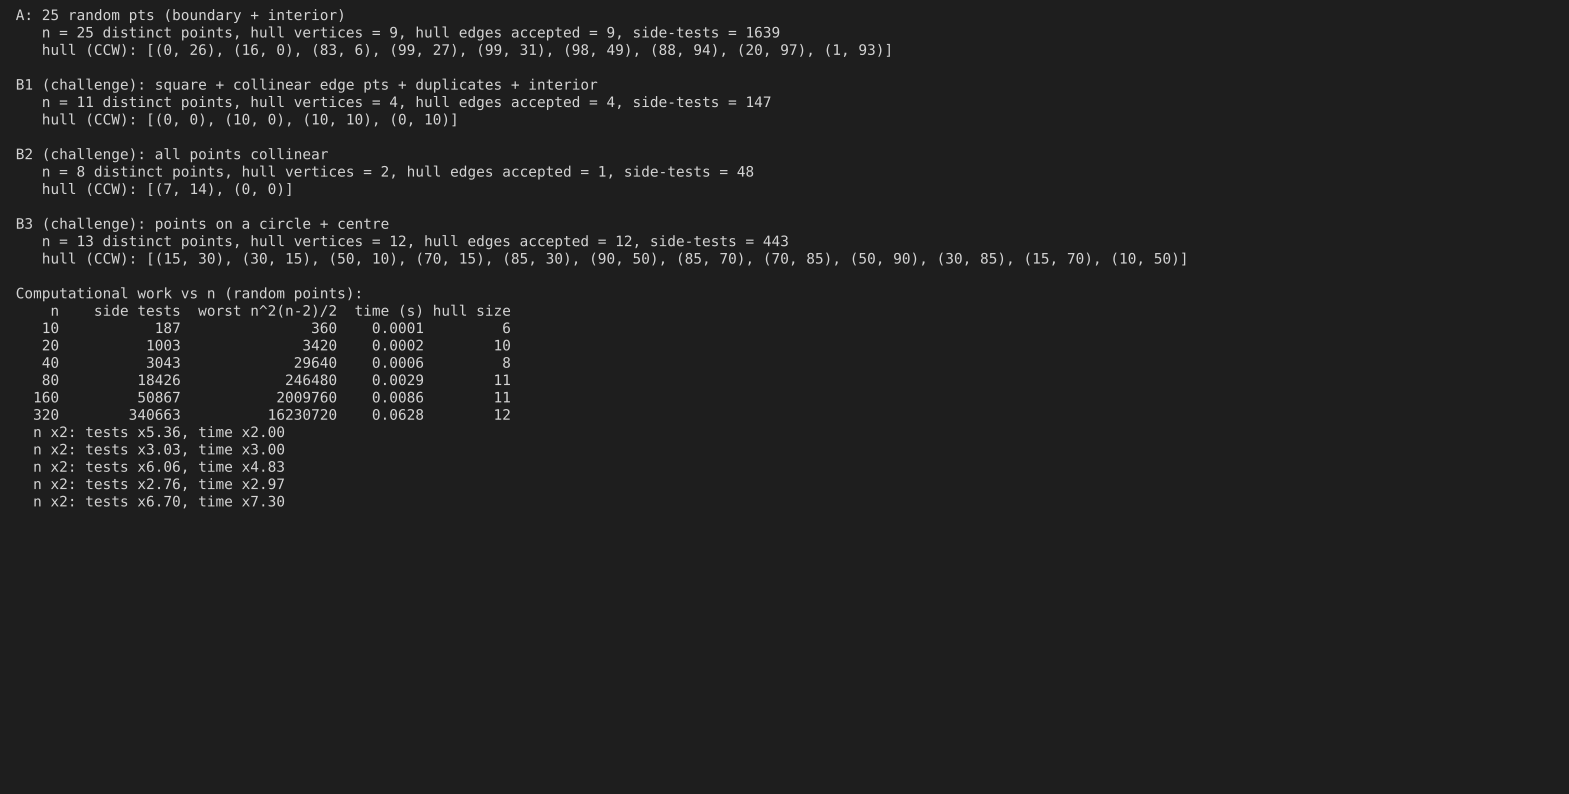 A: 25 random pts (boundary + interior)
   n = 25 distinct points, hull vertices = 9, hull edges accepted = 9, side-tests = 1639
   hull (CCW): [(0, 26), (16, 0), (83, 6), (99, 27), (99, 31), (98, 49), (88, 94), (20, 97), (1, 93)]

B1 (challenge): square + collinear edge pts + duplicates + interior
   n = 11 distinct points, hull vertices = 4, hull edges accepted = 4, side-tests = 147
   hull (CCW): [(0, 0), (10, 0), (10, 10), (0, 10)]

B2 (challenge): all points collinear
   n = 8 distinct points, hull vertices = 2, hull edges accepted = 1, side-tests = 48
   hull (CCW): [(7, 14), (0, 0)]

B3 (challenge): points on a circle + centre
   n = 13 distinct points, hull vertices = 12, hull edges accepted = 12, side-tests = 443
   hull (CCW): [(15, 30), (30, 15), (50, 10), (70, 15), (85, 30), (90, 50), (85, 70), (70, 85), (50, 90), (30, 85), (15, 70), (10, 50)]

Computational work vs n (random points):
    n    side tests  worst n^2(n-2)/2  time (s) hull size
   10           187               360    0.0001         6
   20          1003              3420    0.0002        10
   40          3043             29640    0.0006         8
   80         18426            246480    0.0029        11
  160         50867           2009760    0.0086        11
  320        340663          16230720    0.0628        12
  n x2: tests x5.36, time x2.00
  n x2: tests x3.03, time x3.00
  n x2: tests x6.06, time x4.83
  n x2: tests x2.76, time x2.97
  n x2: tests x6.70, time x7.30